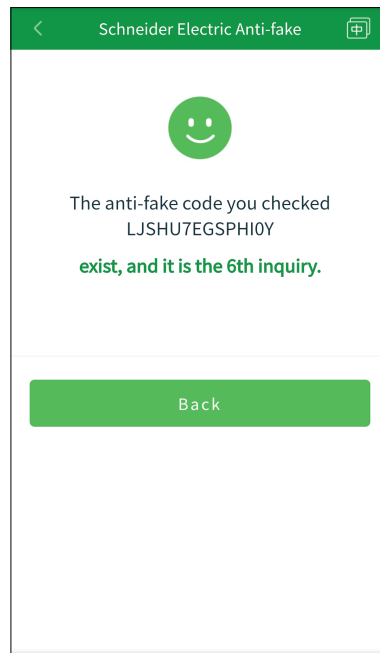 Schneider Electric Anti-fake
中
The anti-fake code you checked
LJSHU7EGSPHI0Y
exist, and it is the 6th inquiry.
Back